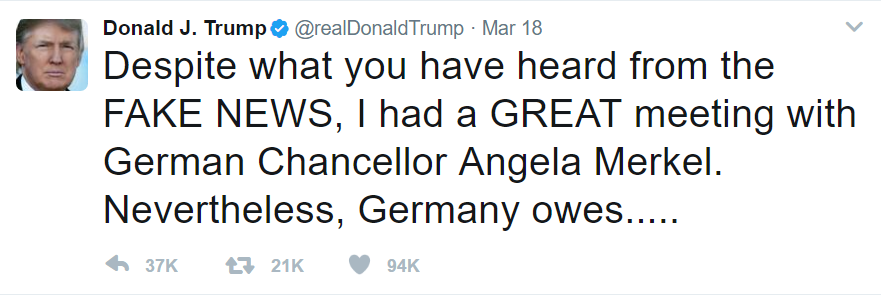 Donald J. Trump @realDonaldTrump · Mar 18
Despite what you have heard from the
FAKE NEWS, I had a GREAT meeting with
German Chancellor Angela Merkel.
Nevertheless, Germany owes.....
37K 21K 94K